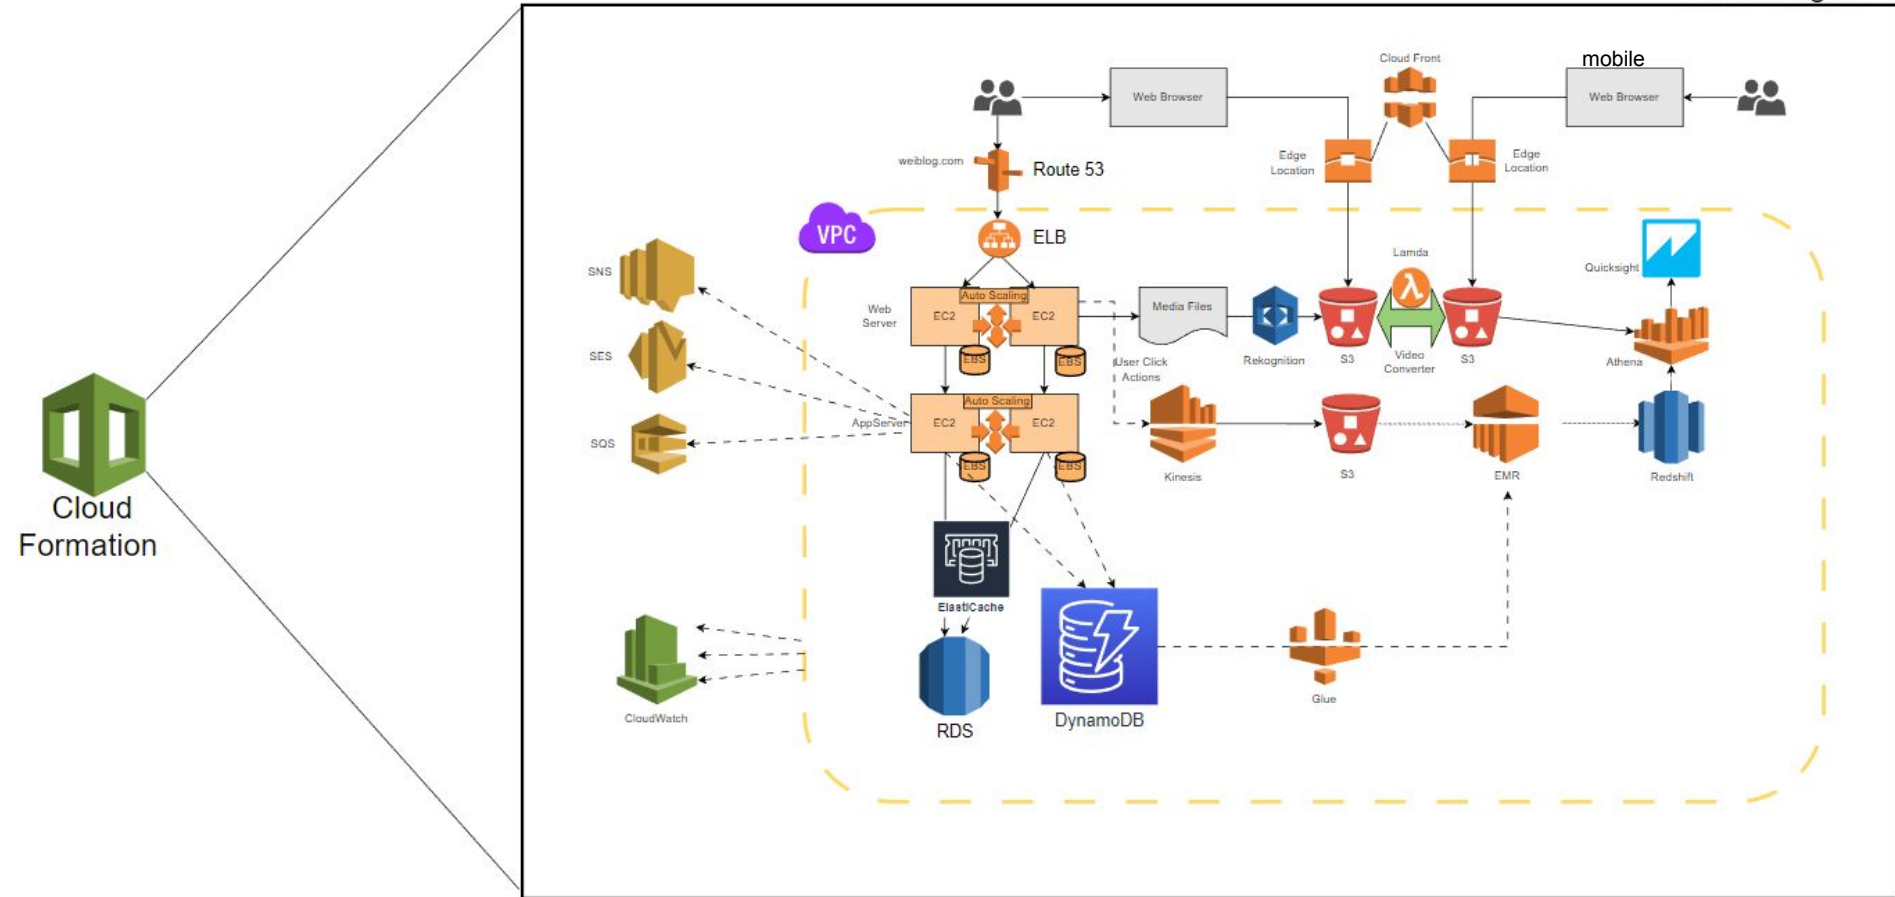 Cloud Front
mobile
Web Browser
Web Browser
weiblog.com
Route 53
Edge
Location
Edge
Location
VPC
ELB
SNS
Lamda
Quicksight
Web
Server
Auto Scaling
EC2
EC2
Media Files
SES
EBS
EBS
User Click
Actions
Rekognition
S3
Video
Converter
S3
Athena
Auto Scaling
AppServer
EC2
EC2
SQS
EBS
EBS
Kinesis
S3
EMR
Redshift
Cloud
Formation
ElastiCache
CloudWatch
RDS
DynamoDB
Glue